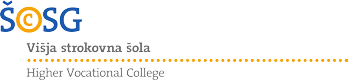 ŠCSG
Višja strokovna šola
Higher Vocational College